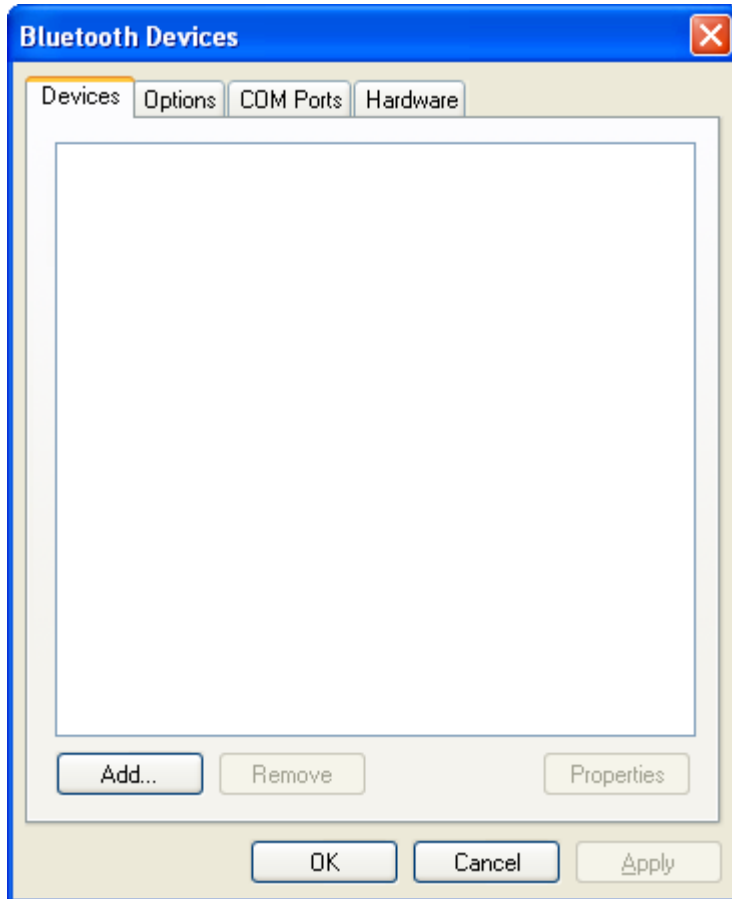 Bluetooth Devices
Devices Options COM Ports Hardware
Add... Remove Properties
OK Cancel Apply